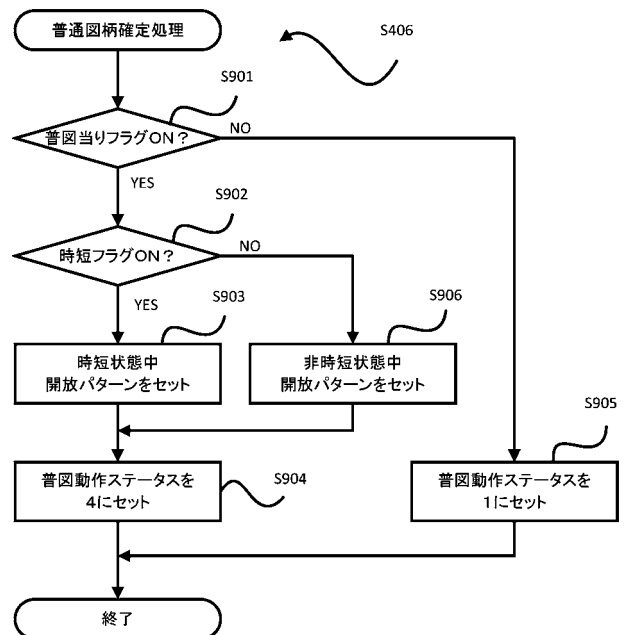 普通図柄確定処理
S406
S901
普図当りフラグON?
NO
YES
S902
時短フラグON?
NO
YES
S903
S906
時短状態中
開放パターンをセット
非時短状態中
開放パターンをセット
S905
普図動作ステータスを
4にセット
S904
普図動作ステータスを
1にセット
終了